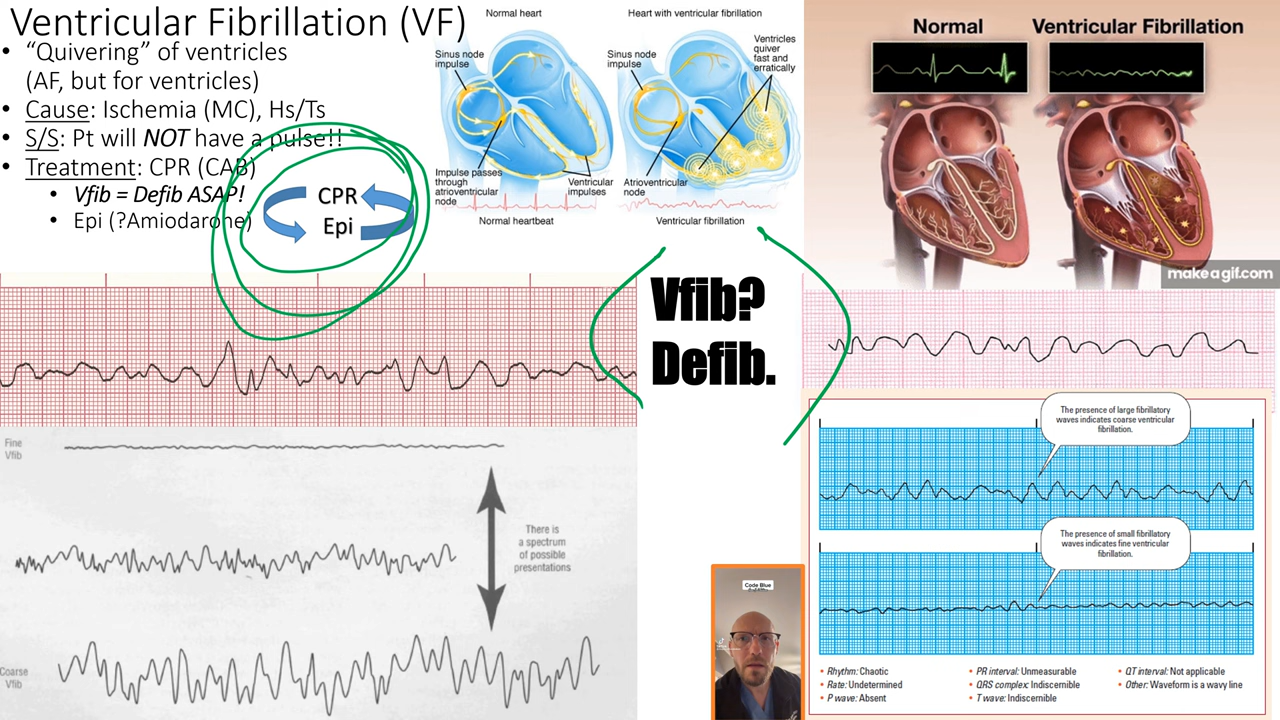 Ventricular Fibrillation (VF)
• “Quivering” of ventricles
(AF, but for ventricles)
• Cause: Ischemia (MC), Hs/Ts
• S/S: Pt will NOT have a pulse!!
• Treatment: CPR (CAB)
• Vfib = Defib ASAP!
• Epi (?Amiodarone)
CPR
Epi
Normal heart
Sinus node
impulse
Impulse passes
through
atrioventricular
node
Ventricular
impulses
Normal heartbeat
Heart with ventricular fibrillation
Sinus node
impulse
Ventricles
quiver
fast and
erratically
Atrioventricular
node
Ventricular fibrillation
Normal
Ventricular Fibrillation
makeagif.com
Vfib?
Defib.
Fine
Vfib
There is
a spectrum
of possible
presentations
Coarse
Vfib
Code Blue
The presence of large fibrillatory
waves indicates coarse ventricular
fibrillation.
The presence of small fibrillatory
waves indicates fine ventricular
fibrillation.
• Rhythm: Chaotic
• Rate: Undetermined
• P wave: Absent
• PR interval: Unmeasurable
• QRS complex: Indiscernible
• T wave: Indiscernible
• QT interval: Not applicable
• Other: Waveform is a wavy line